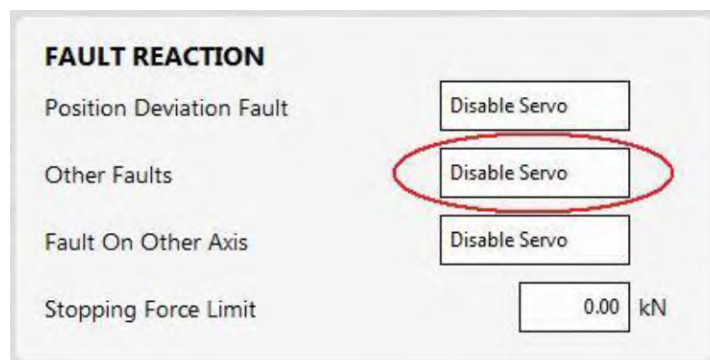 FAULT REACTION
Position Deviation Fault Disable Servo
Other Faults Disable Servo
Fault On Other Axis Disable Servo
Stopping Force Limit 0.00 kN